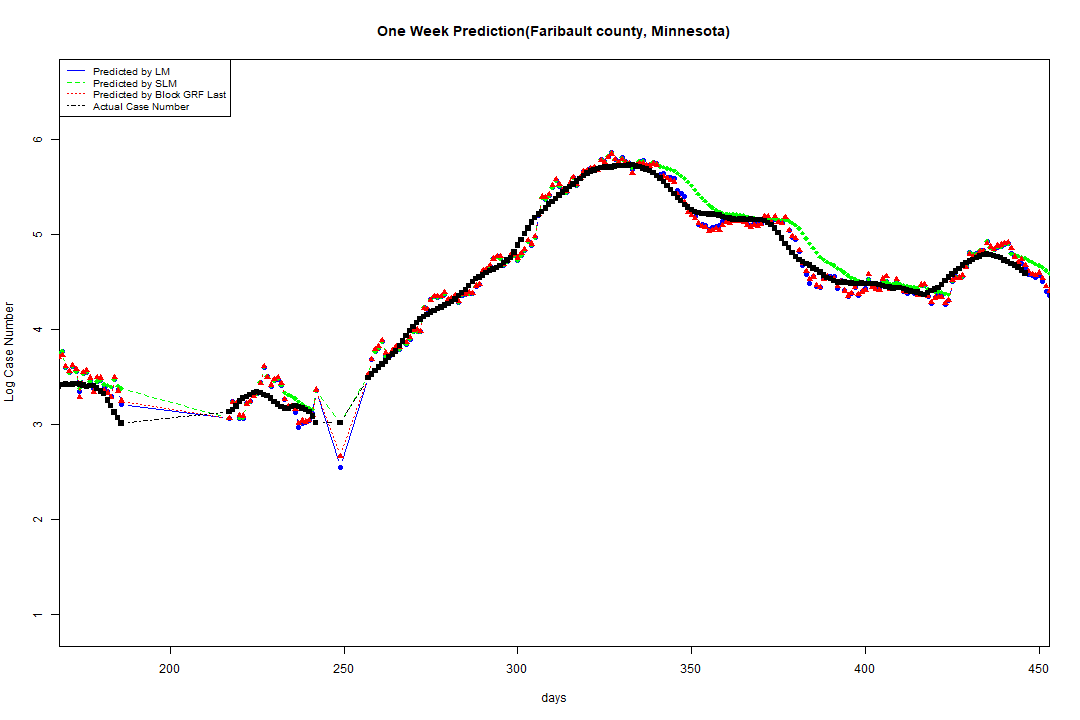 One Week Prediction(Faribault county, Minnesota)
Predicted by LM
Predicted by SLM
Predicted by Block GRF Last
Actual Case Number
6
5
4
3
2
1
Log Case Number
200 250 300 350 400 450
days